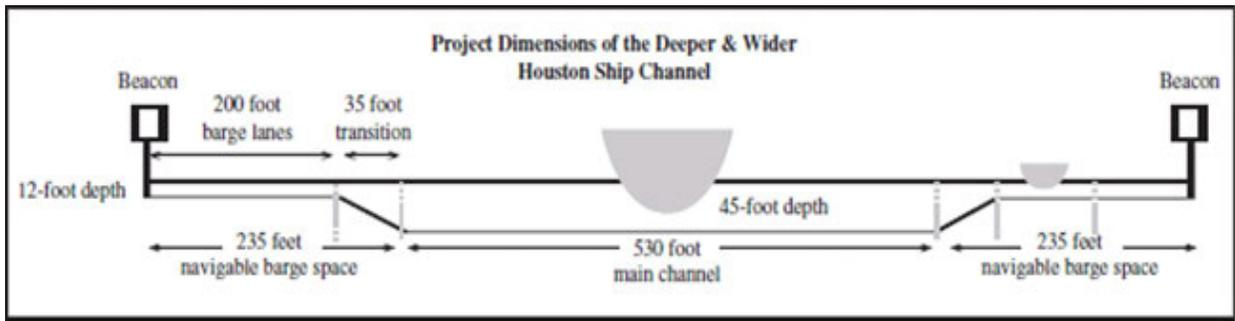 Project Dimensions of the Deeper & Wider
Houston Ship Channel
Beacon
Beacon
200 foot
barge lanes
35 foot
transition
12-foot depth
45-foot depth
235 feet
navigable barge space
530 foot
main channel
235 feet
navigable barge space